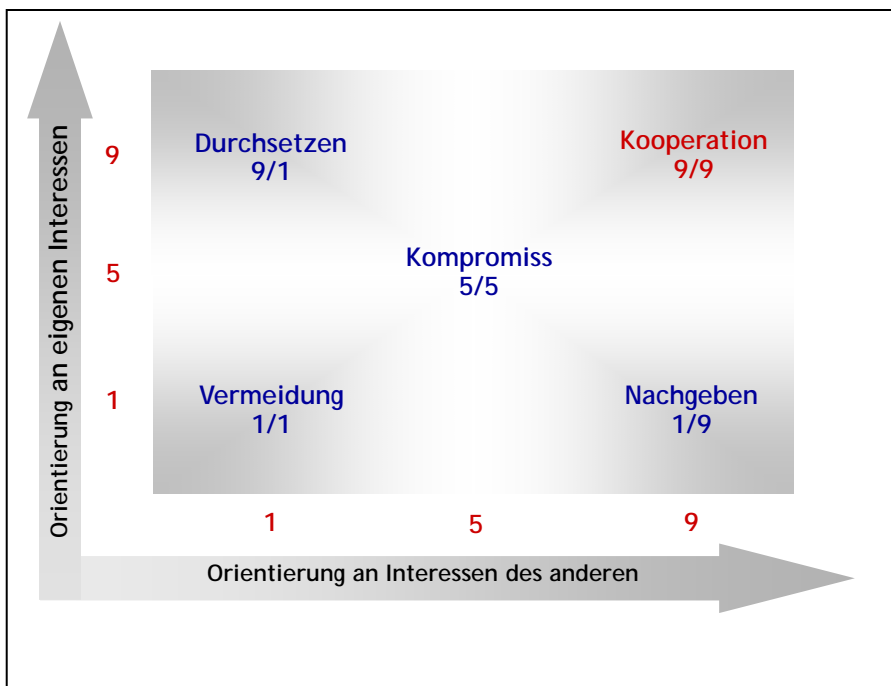 Orientierung an eigenen Interessen
9
5
1
Durchsetzen
9/1
Kooperation
9/9
Kompromiss
5/5
Vermeidung
1/1
Nachgeben
1/9
1
5
9
Orientierung an Interessen des anderen